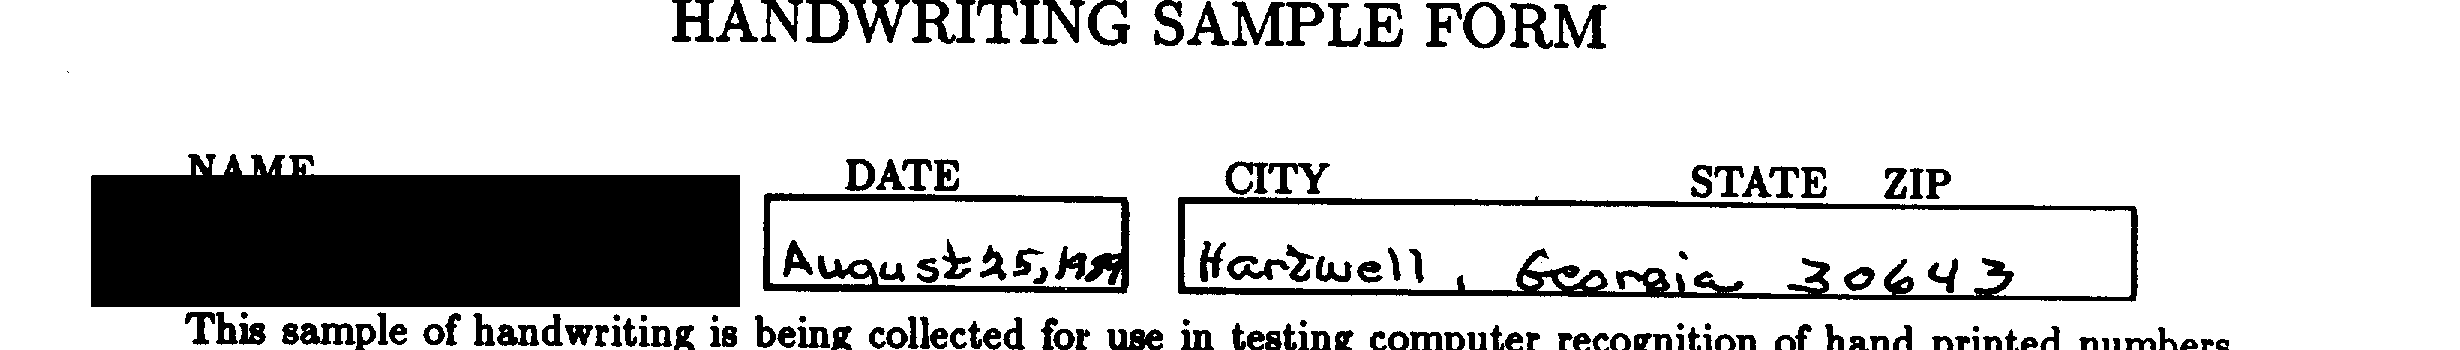 HANDWRITING SAMPLE FORM
NAME DATE CITY STATE ZIP
August 25, 1989 Hartwell, Georgia 30643
This sample of handwriting is being collected for use in testing computer recognition of hand printed numbers